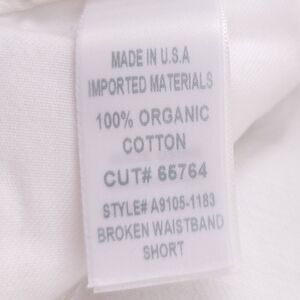 MADE IN U.S.A
IMPORTED MATERIALS
100% ORGANIC
COTTON
CUT# 65764
STYLE# A9105-1183
BROKEN WAISTBAND
SHORT